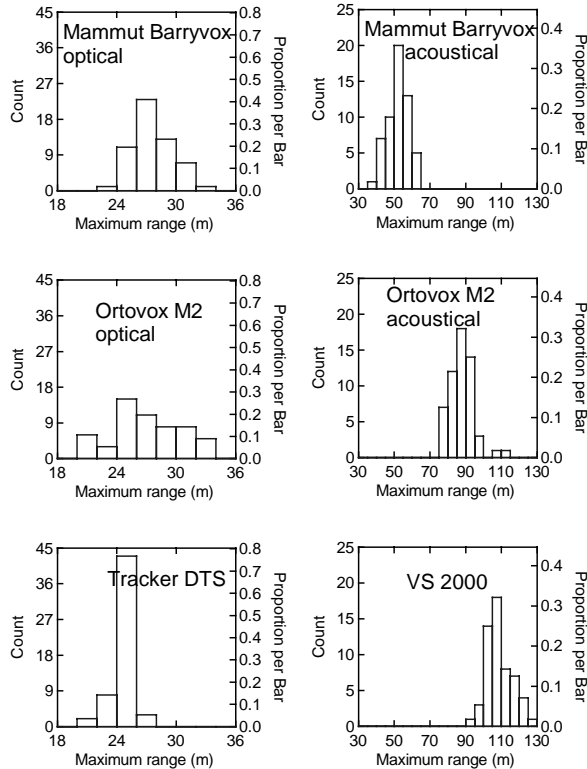 Mammut Barryvox
optical
45
36
27
18
9
0
Count
0.8
0.7
0.6
0.5
0.4
0.3
0.2
0.1
0.0
Proportion per Bar
18 24 30 36
Maximum range (m)
Mammut Barryvox
acoustical
25
20
15
10
5
0
Count
0.4
0.3
0.2
0.1
0.0
Proportion per Bar
30 50 70 90 110 130
Maximum range (m)
Ortovox M2
optical
45
36
27
18
9
0
Count
0.8
0.7
0.6
0.5
0.4
0.3
0.2
0.1
0.0
Proportion per Bar
18 24 30 36
Maximum range (m)
Ortovox M2
acoustical
25
20
15
10
5
0
Count
0.4
0.3
0.2
0.1
0.0
Proportion per Bar
30 50 70 90 110 130
Maximum range (m)
Tracker DTS
45
36
27
18
9
0
Count
0.8
0.7
0.6
0.5
0.4
0.3
0.2
0.1
0.0
Proportion per Bar
18 24 30 36
Maximum range (m)
VS 2000
25
20
15
10
5
0
Count
0.4
0.3
0.2
0.1
0.0
Proportion per Bar
30 50 70 90 110 130
Maximum range (m)